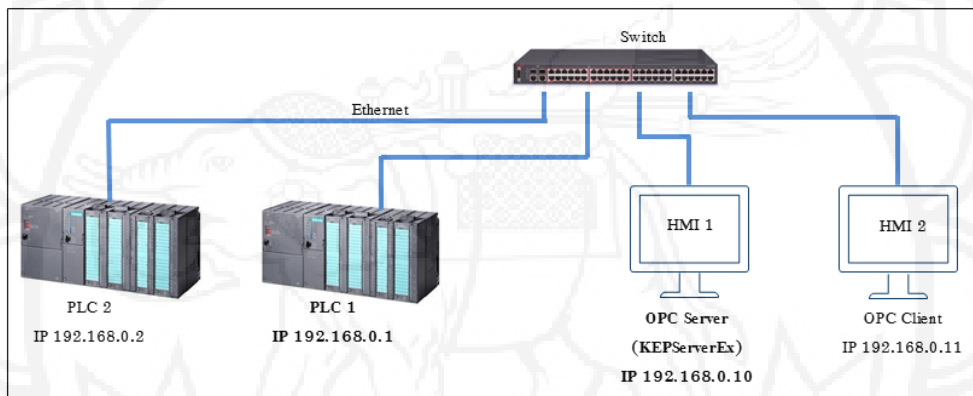 Switch
Ethernet
HMI 1
HMI 2
PLC 2
IP 192.168.0.2
PLC 1
IP 192.168.0.1
OPC Server
(KEPServerEx)
IP 192.168.0.10
OPC Client
IP 192.168.0.11